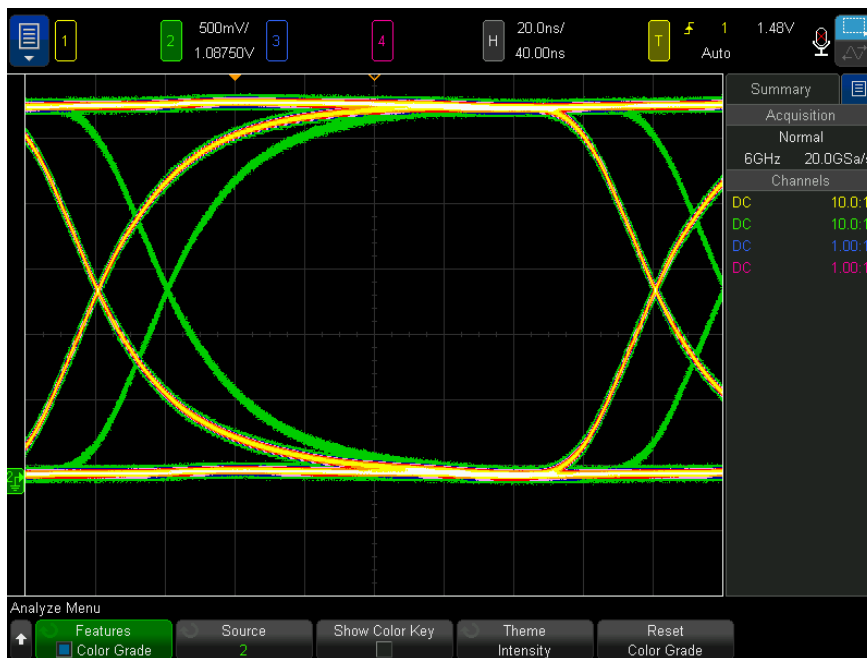 1 2 500mV/ 3 4 H 20.0ns/ T 1 1.48V
1.08750V/ 40.00ns Auto
Summary
Acquisition
Normal
6GHz 20.0GSa/s
Channels
DC 10.0:1
DC 10.0:1
DC 1.00:1
DC 1.00:1
2
Analyze Menu
Features Source Show Color Key Theme Reset
Color Grade 2 Intensity Color Grade